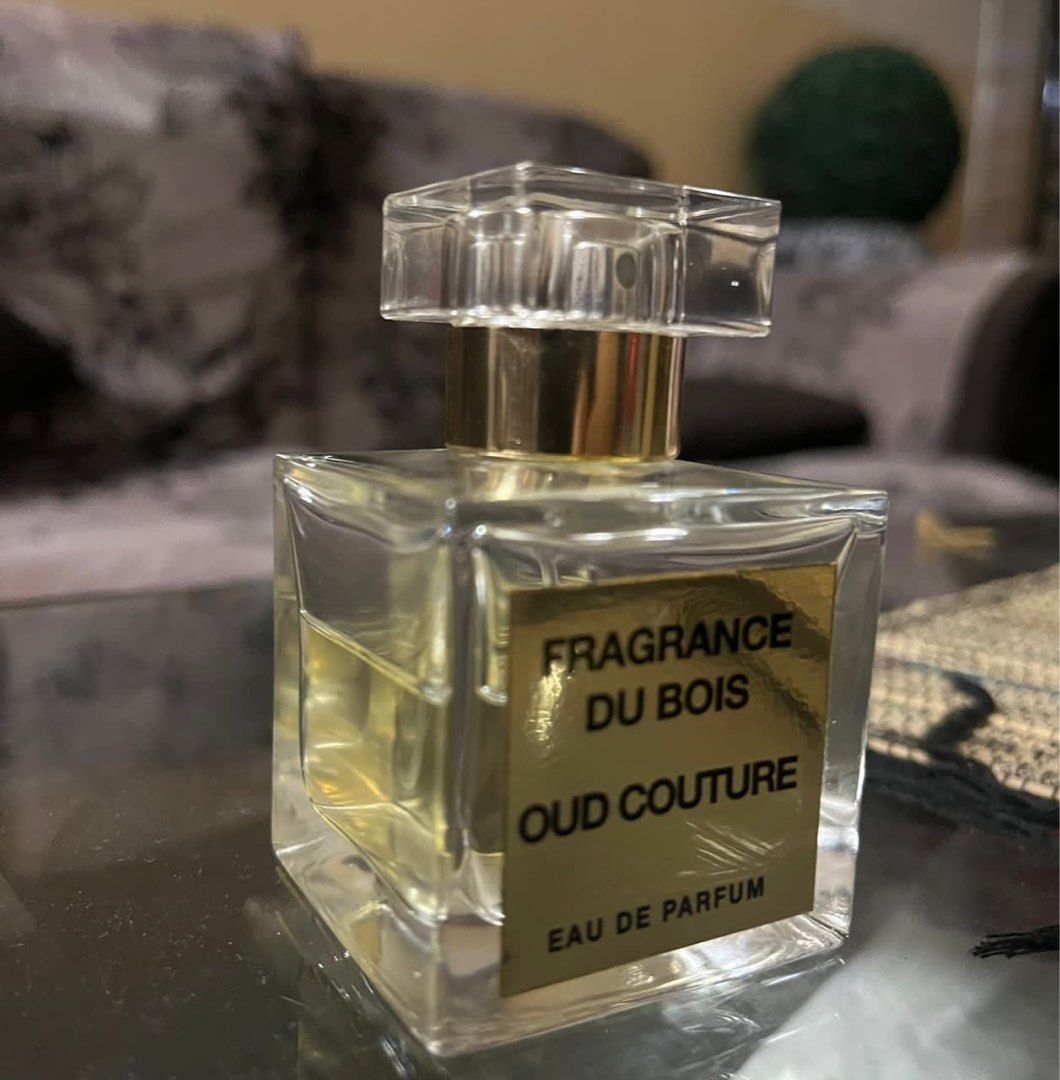 FRAGRANCE
DU BOIS
OUD COUTURE
EAU DE PARFUM